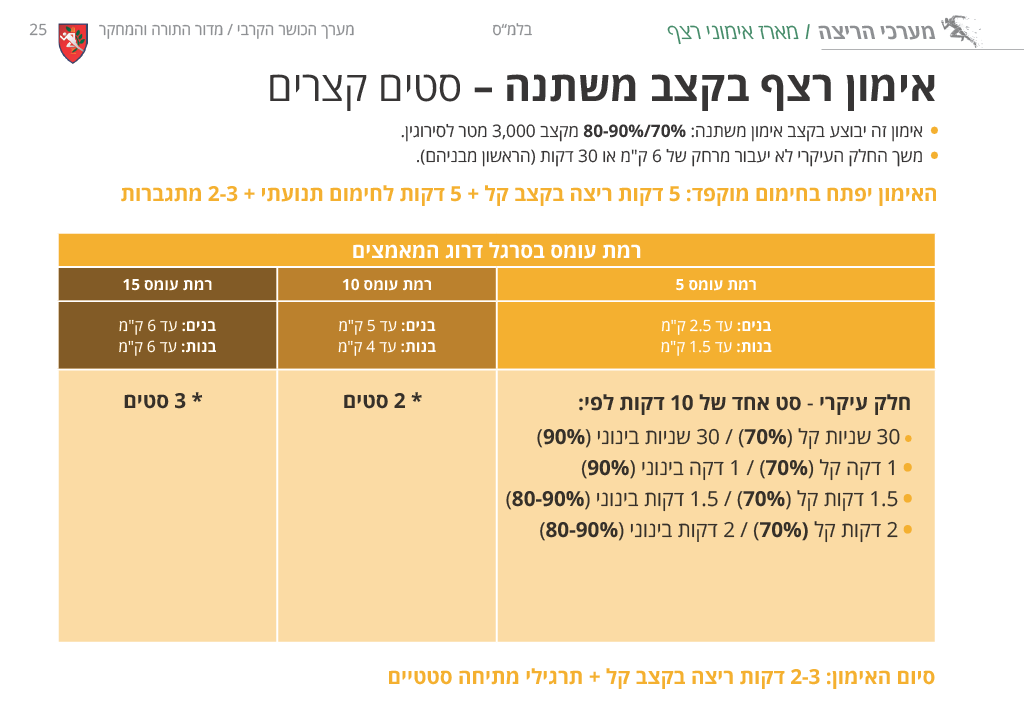 מערכי הריצה / מארז אימוני רצף
בלמ"ס
מערך הכושר הקרבי / מדור התורה והמחקר
25
אימון רצף בקצב משתנה – סטים קצרים
• אימון זה יבוצע בקצב אימון משתנה: 80-90%/70% מקצב 3,000 מטר לסירוגין.
• משך החלק העיקרי לא יעבור מרחק של 6 ק"מ או 30 דקות (הראשון מבניהם).
האימון יפתח בחימום מוקפד: 5 דקות ריצה בקצב קל + 5 דקות לחימום תנועתי + 2-3 מתגברות
רמת עומס בסרגל דרוג המאמצים
רמת עומס 5
רמת עומס 10
רמת עומס 15
בנים: עד 2.5 ק"מ
בנות: עד 1.5 ק"מ
בנים: עד 5 ק"מ
בנות: עד 4 ק"מ
בנים: עד 6 ק"מ
בנות: עד 6 ק"מ
חלק עיקרי - סט אחד של 10 דקות לפי:
• 30 שניות קל (70%) / 30 שניות בינוני (90%)
• 1 דקה קל (70%) / 1 דקה בינוני (90%)
• 1.5 דקות קל (70%) / 1.5 דקות בינוני (80-90%)
• 2 דקות קל (70%) / 2 דקות בינוני (80-90%)
* 2 סטים
* 3 סטים
סיום האימון: 2-3 דקות ריצה בקצב קל + תרגילי מתיחה סטטיים